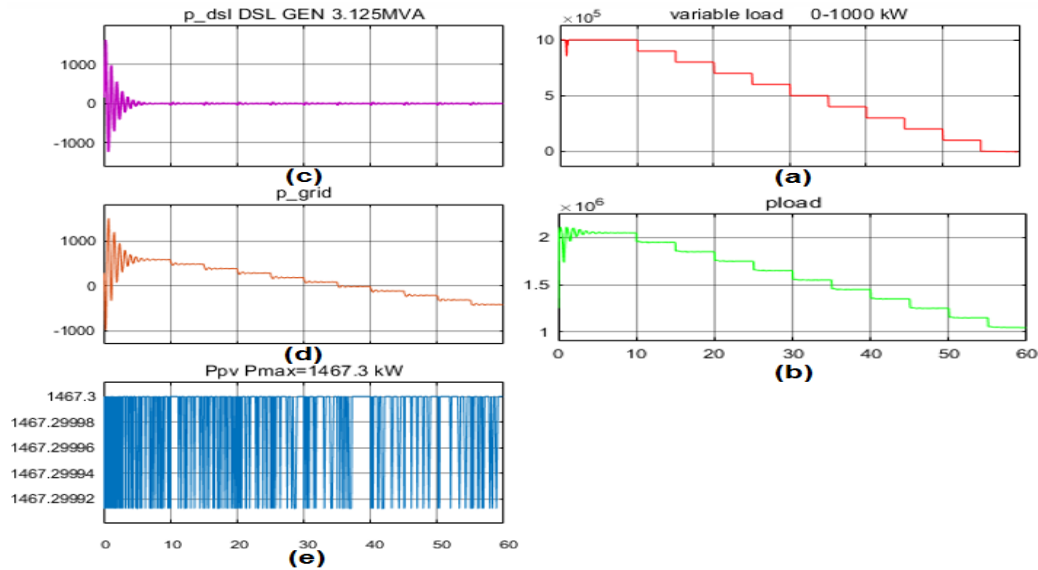 p_dsl DSL GEN 3.125MVA
1000
0
-1000
(c)
variable load 0-1000 kW
×10^5
10
5
0
(a)
p_grid
1000
0
-1000
(d)
pload
×10^6
2
1.5
1
0 10 20 30 40 50 60
(b)
Ppv Pmax=1467.3 kW
1467.3
1467.29998
1467.29996
1467.29994
1467.29992
0 10 20 30 40 50 60
(e)